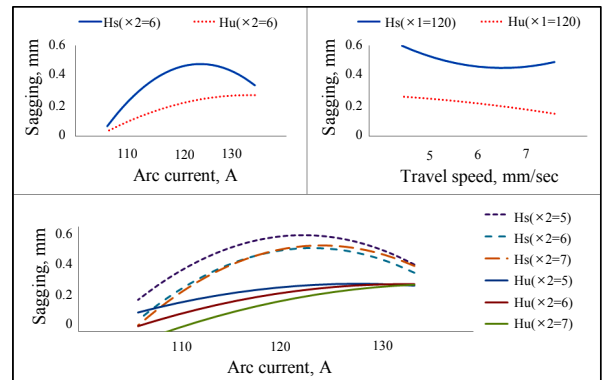 Hs(×2=6) Hu(×2=6)
0.6
0.4
0.2
0
Sagging, mm
110 120 130
Arc current, A
Hs(×1=120) Hu(×1=120)
0.6
0.4
0.2
0
Sagging, mm
5 6 7
Travel speed, mm/sec
0.6
0.4
0.2
0
Sagging, mm
110 120 130
Arc current, A
Hs(×2=5)
Hs(×2=6)
Hs(×2=7)
Hu(×2=5)
Hu(×2=6)
Hu(×2=7)